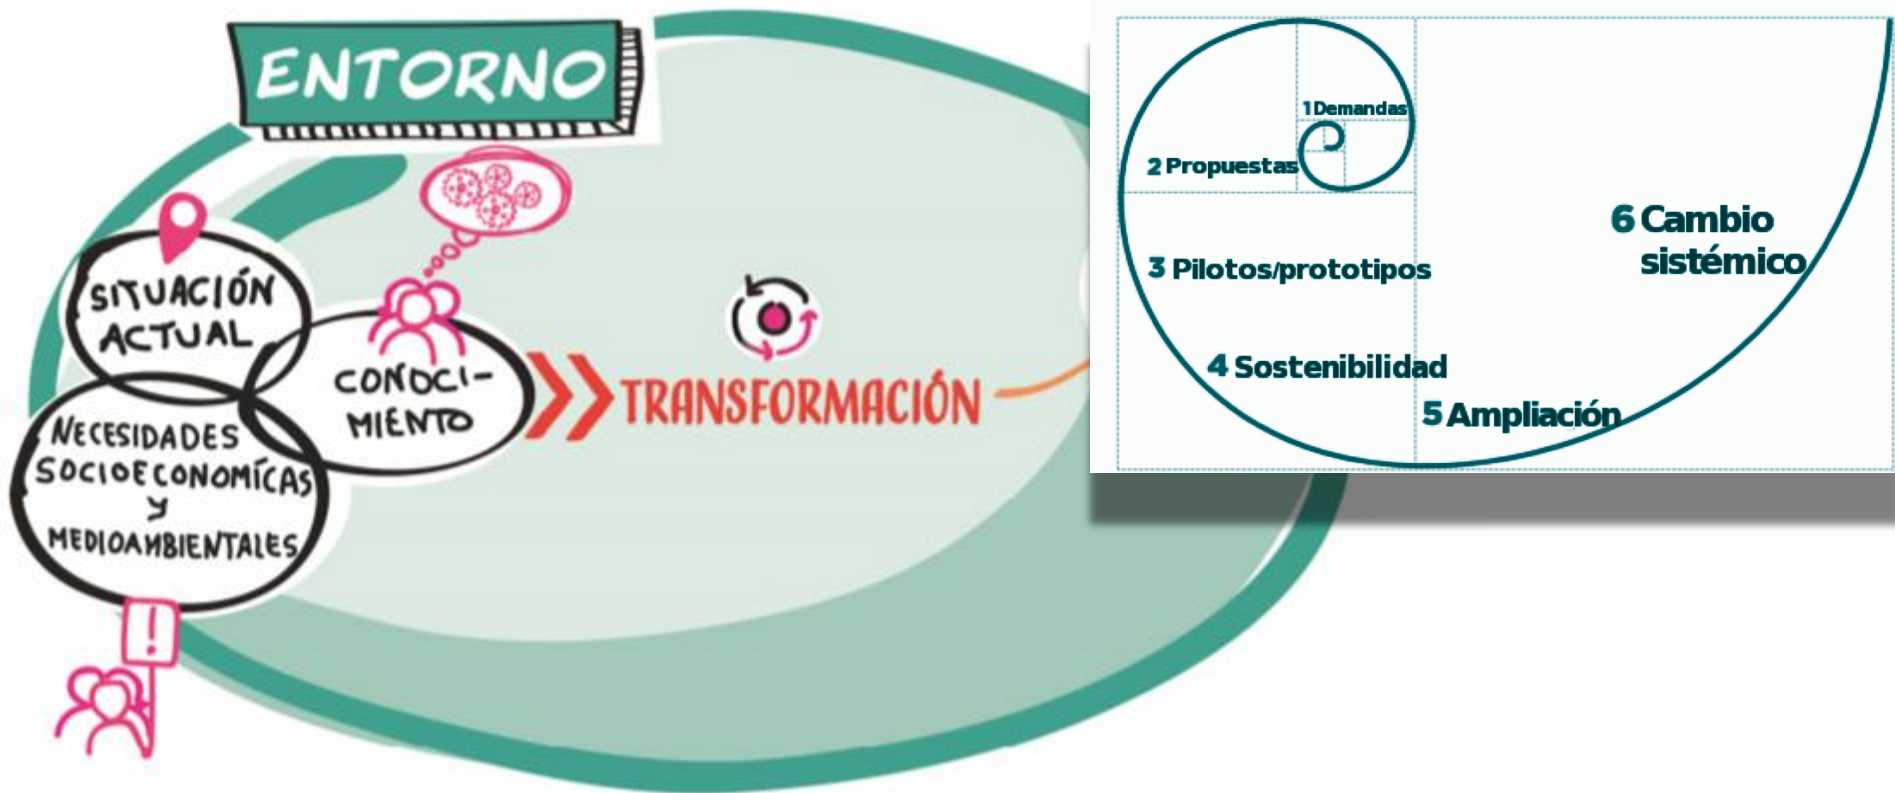 ENTORNO
SITUACIÓN
ACTUAL
CONOCI-
MIENTO
NECESIDADES
SOCIOECONOMÍCAS
Y
MEDIOAMBIENTALES
!
TRANSFORMACIÓN
1 Demandas
2 Propuestas
3 Pilotos/prototipos
4 Sostenibilidad
5 Ampliación
6 Cambio
sistémico